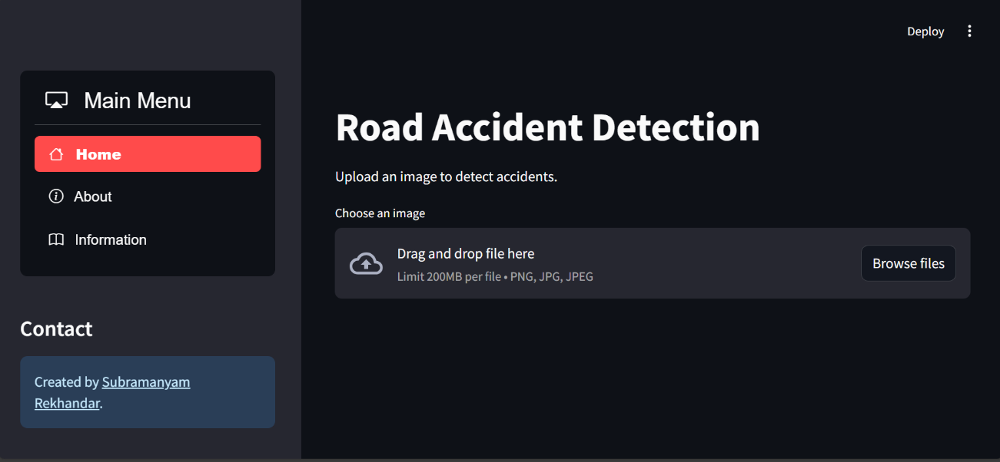 Main Menu
Home
About
Information
Contact
Created by Subramanyam
Rekhandar.
Deploy
Road Accident Detection
Upload an image to detect accidents.
Choose an image
Drag and drop file here
Limit 200MB per file • PNG, JPG, JPEG
Browse files